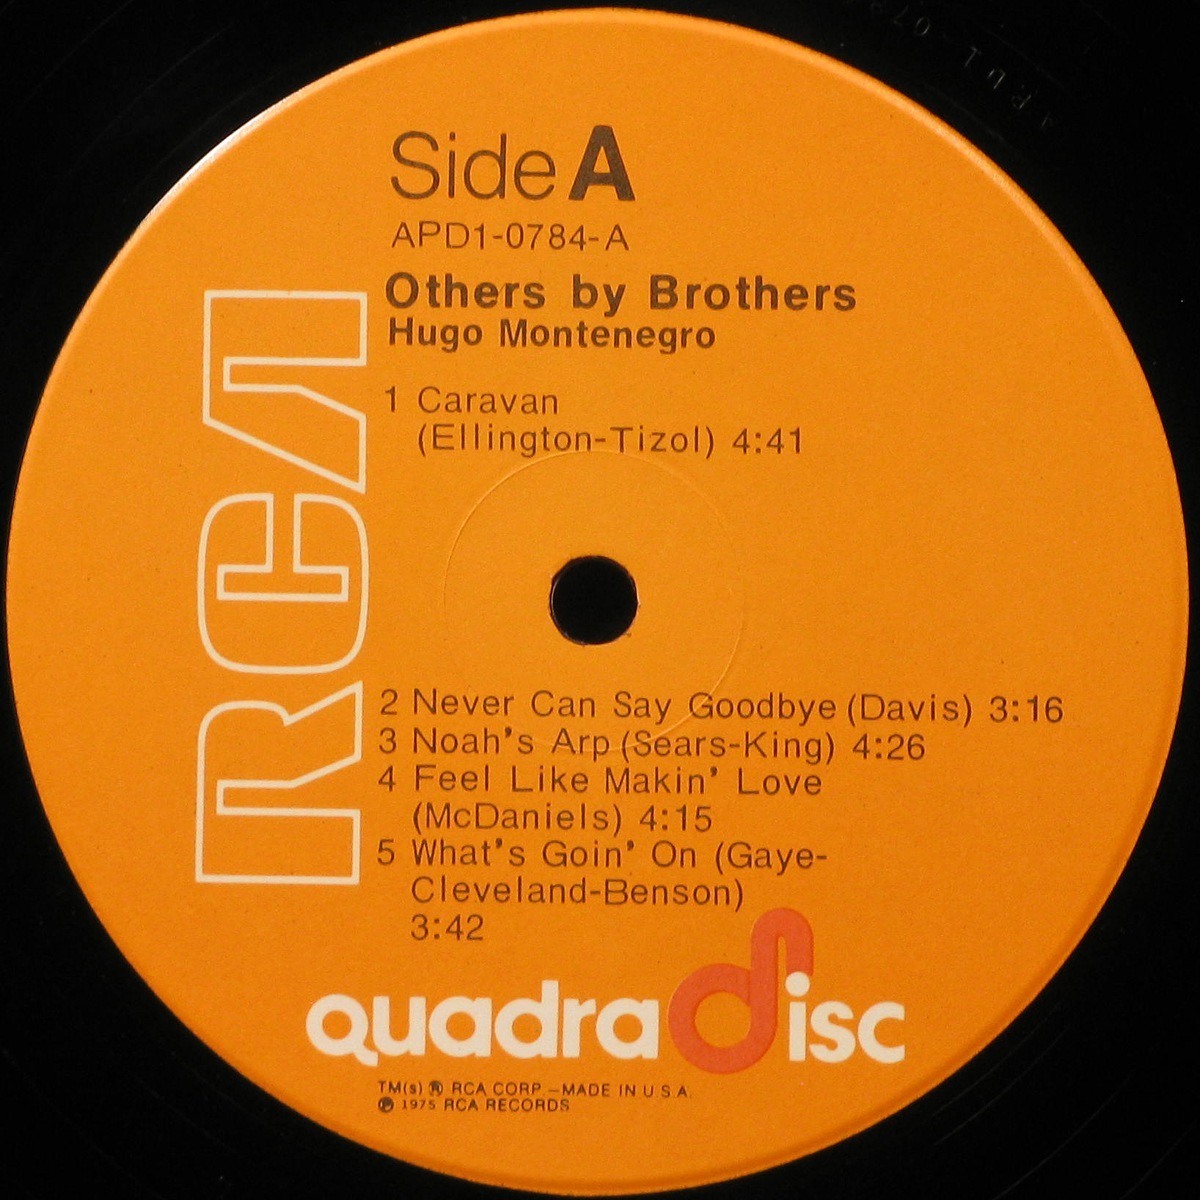 Side A
APD1-0784-A
Others by Brothers
Hugo Montenegro
1 Caravan
(Ellington-Tizol) 4:41
RCA
2 Never Can Say Goodbye (Davis) 3:16
3 Noah's Arp (Sears-King) 4:26
4 Feel Like Makin' Love
(McDaniels) 4:15
5 What's Goin' On (Gaye-
Cleveland-Benson)
3:42
quadradisc
TM(s) ® RCA CORP –MADE IN U.S.A.
℗ 1975 RCA RECORDS